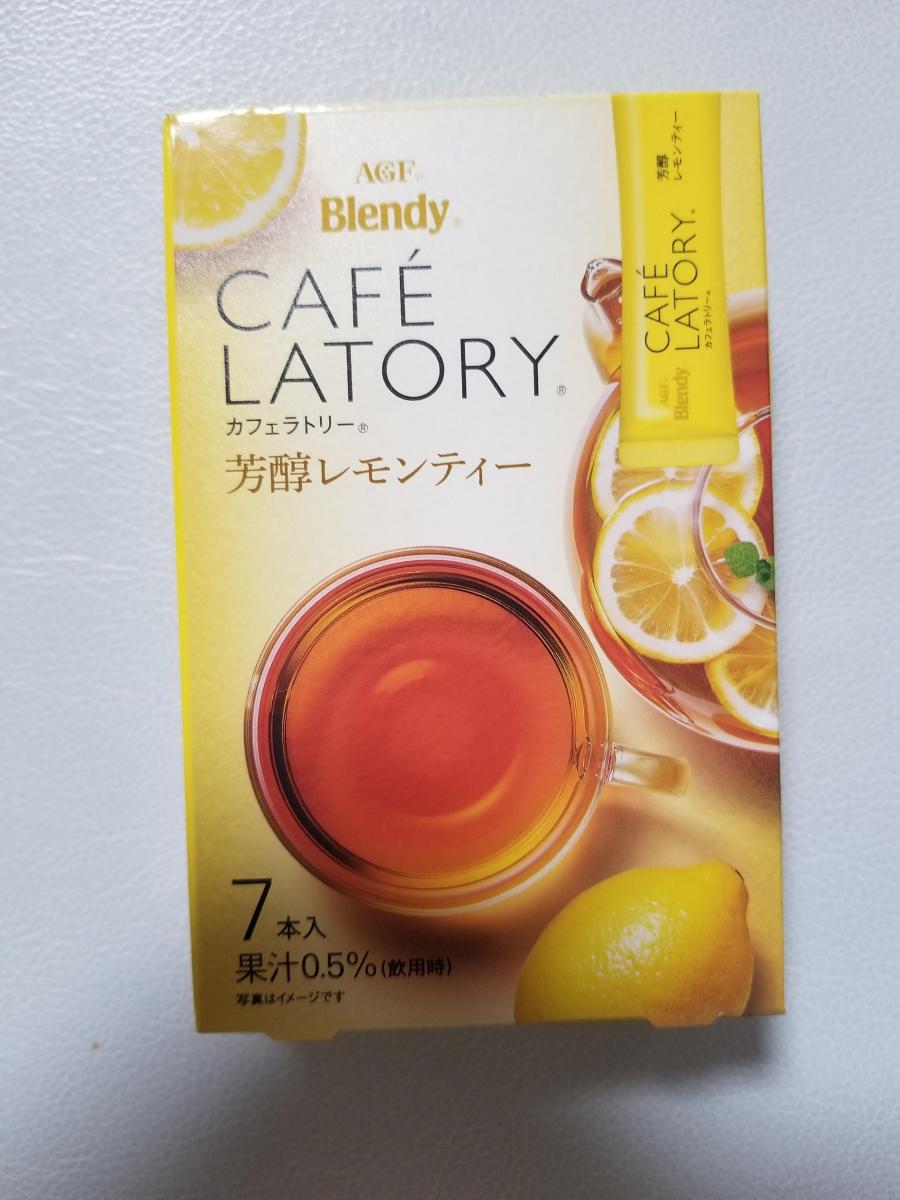 AGF®
Blendy®
CAFÉ
LATORY®
カフェラトリー®
芳醇レモンティー
7本入
果汁0.5%(飲用時)
写真はイメージです
AGF®
Blendy
CAFÉ
LATORY®
カフェラトリー®
芳醇
レモンティー